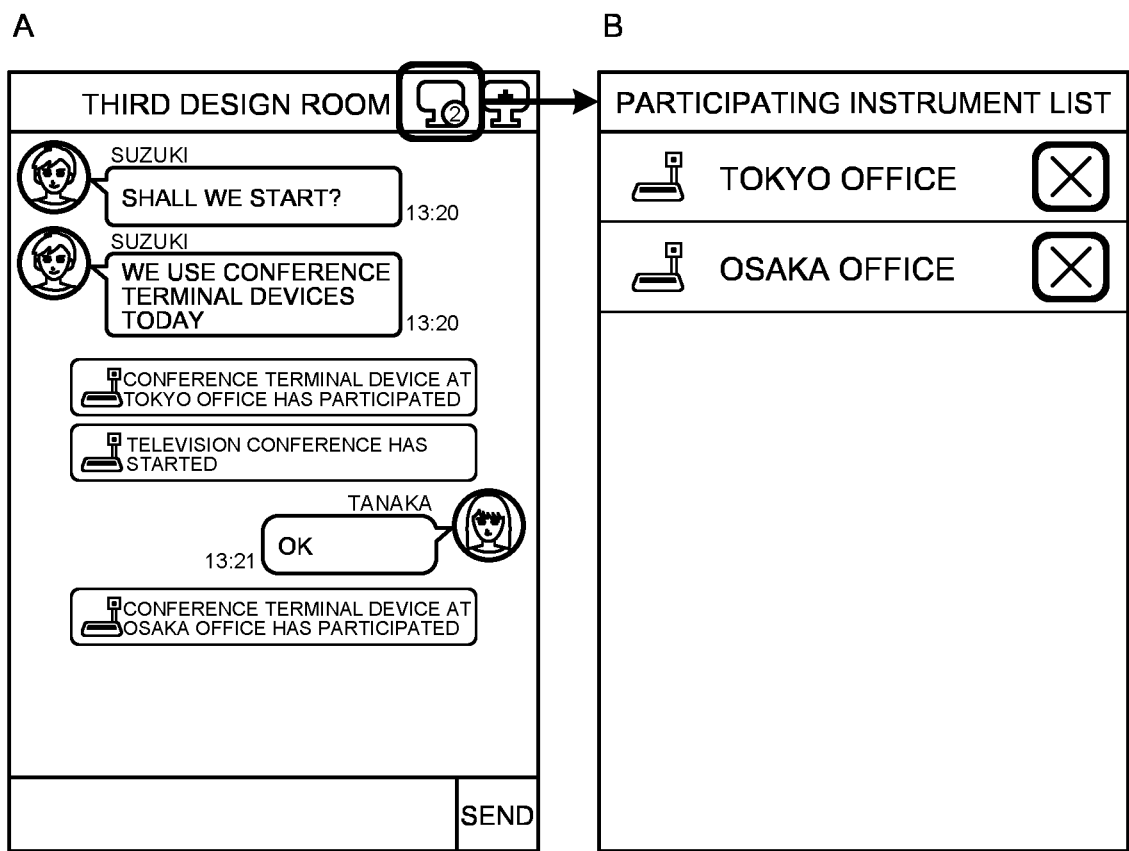 A
THIRD DESIGN ROOM
2
SUZUKI
SHALL WE START?
13:20
SUZUKI
WE USE CONFERENCE
TERMINAL DEVICES
TODAY
13:20
CONFERENCE TERMINAL DEVICE AT
TOKYO OFFICE HAS PARTICIPATED
TELEVISION CONFERENCE HAS
STARTED
TANAKA
OK
13:21
CONFERENCE TERMINAL DEVICE AT
OSAKA OFFICE HAS PARTICIPATED
SEND
B
PARTICIPATING INSTRUMENT LIST
TOKYO OFFICE
OSAKA OFFICE